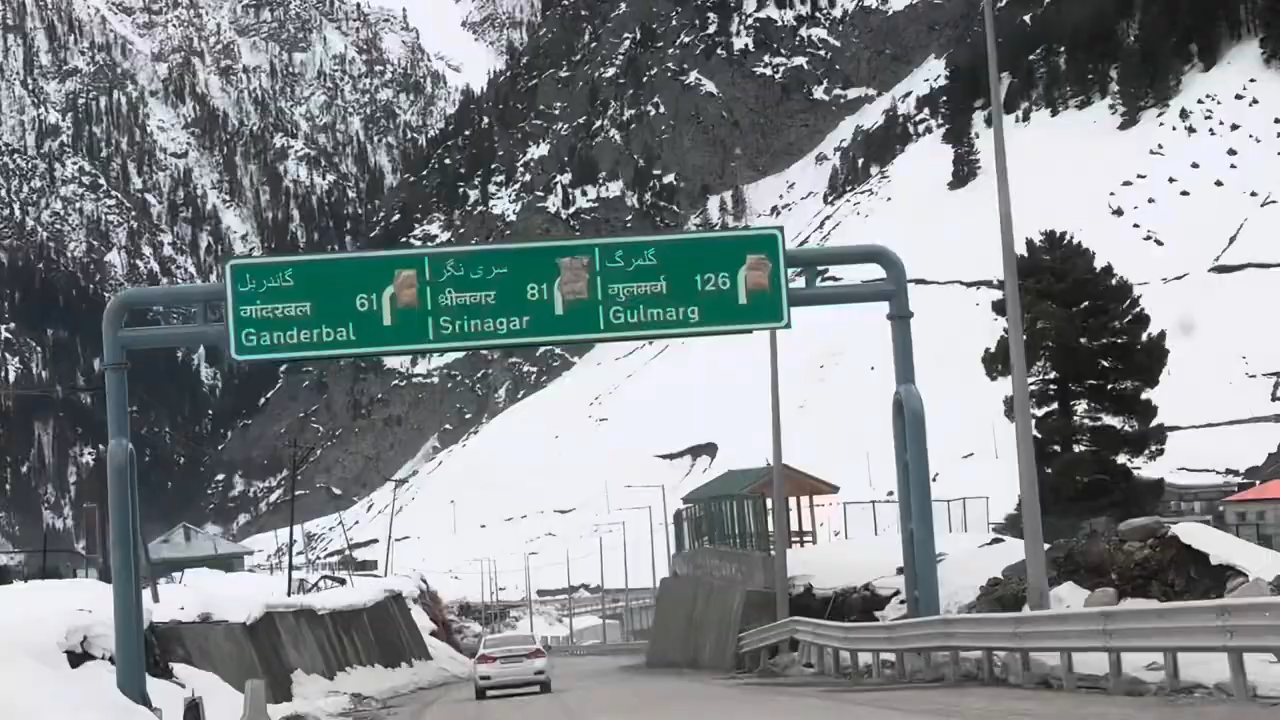 گاندربل
गांदरबल 61
Ganderbal
سری نگر
श्रीनगर 81
Srinagar
گلمرگ
गुलमर्ग 126
Gulmarg